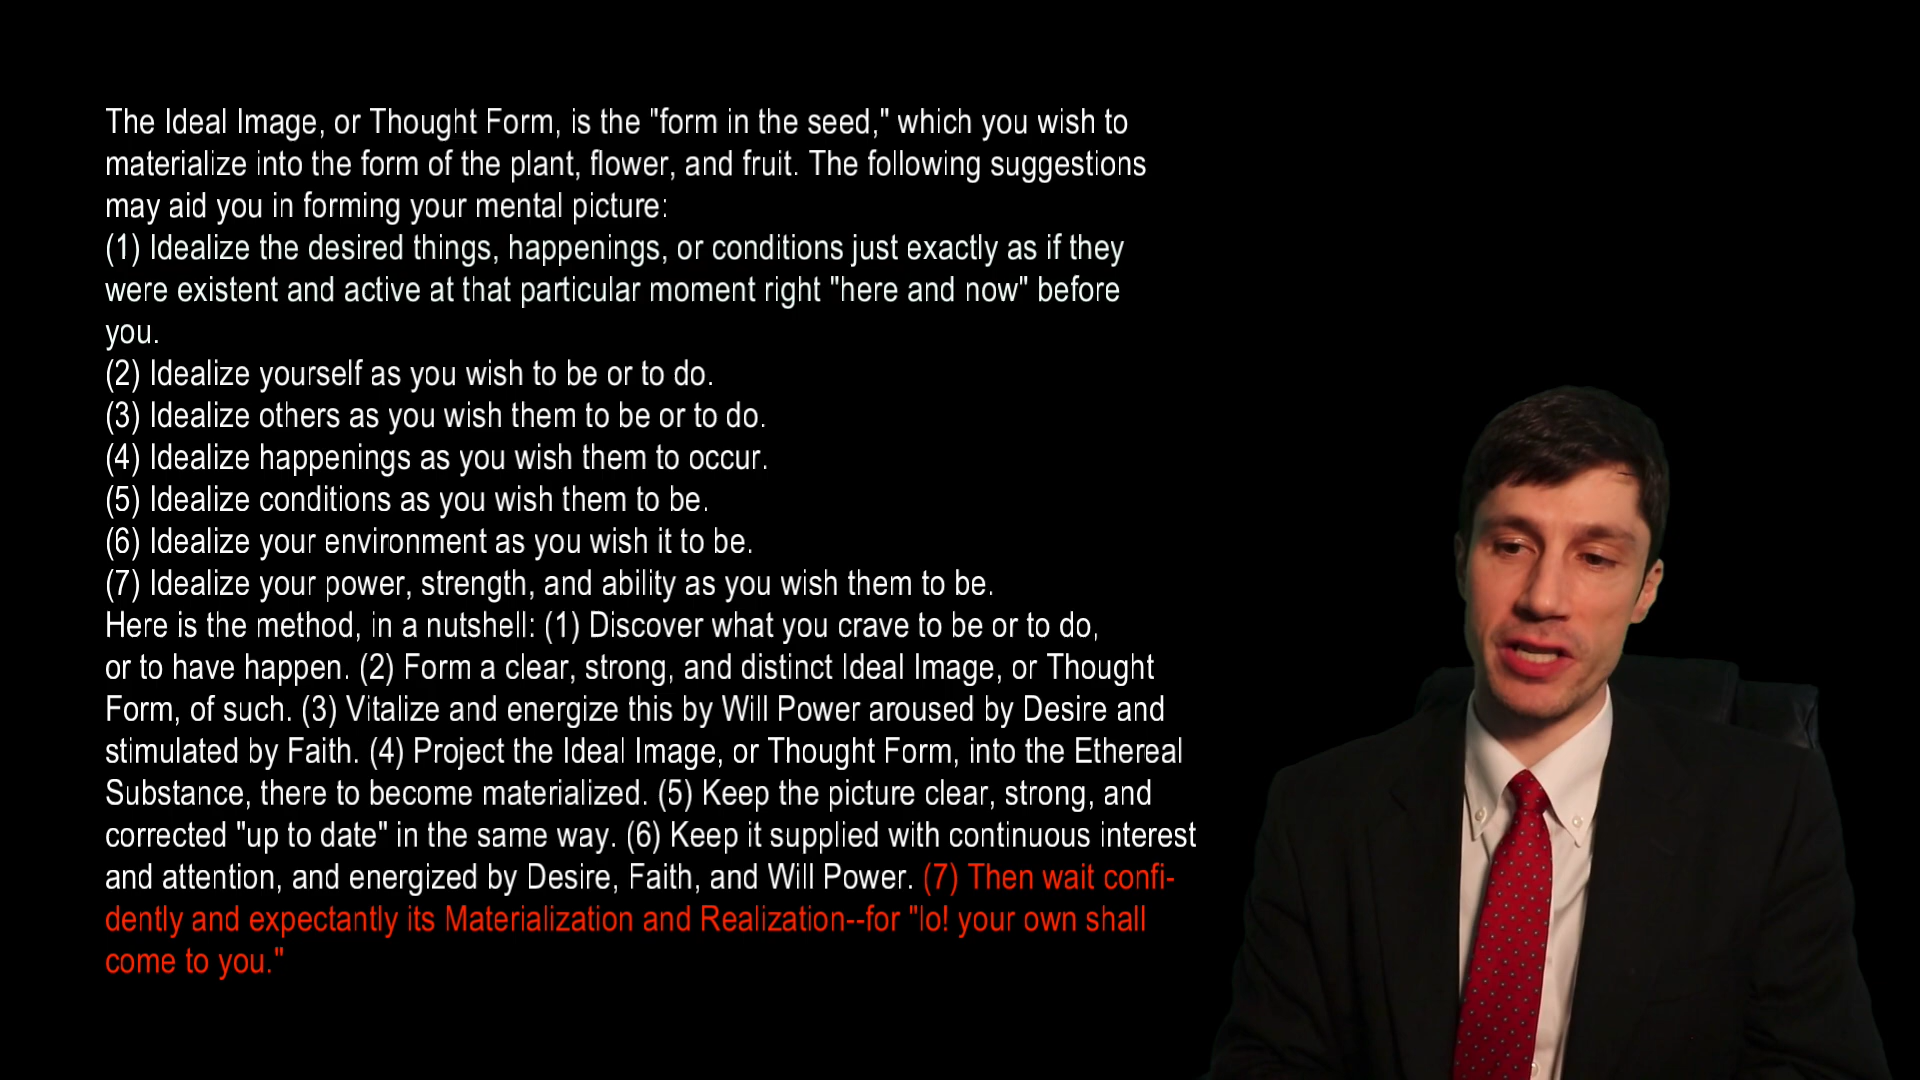 The Ideal Image, or Thought Form, is the "form in the seed," which you wish to
materialize into the form of the plant, flower, and fruit. The following suggestions
may aid you in forming your mental picture:
(1) Idealize the desired things, happenings, or conditions just exactly as if they
were existent and active at that particular moment right "here and now" before
you.
(2) Idealize yourself as you wish to be or to do.
(3) Idealize others as you wish them to be or to do.
(4) Idealize happenings as you wish them to occur.
(5) Idealize conditions as you wish them to be.
(6) Idealize your environment as you wish it to be.
(7) Idealize your power, strength, and ability as you wish them to be.
Here is the method, in a nutshell: (1) Discover what you crave to be or to do,
or to have happen. (2) Form a clear, strong, and distinct Ideal Image, or Thought
Form, of such. (3) Vitalize and energize this by Will Power aroused by Desire and
stimulated by Faith. (4) Project the Ideal Image, or Thought Form, into the Ethereal
Substance, there to become materialized. (5) Keep the picture clear, strong, and
corrected "up to date" in the same way. (6) Keep it supplied with continuous interest
and attention, and energized by Desire, Faith, and Will Power. (7) Then wait confi-
dently and expectantly its Materialization and Realization--for "lo! your own shall
come to you."